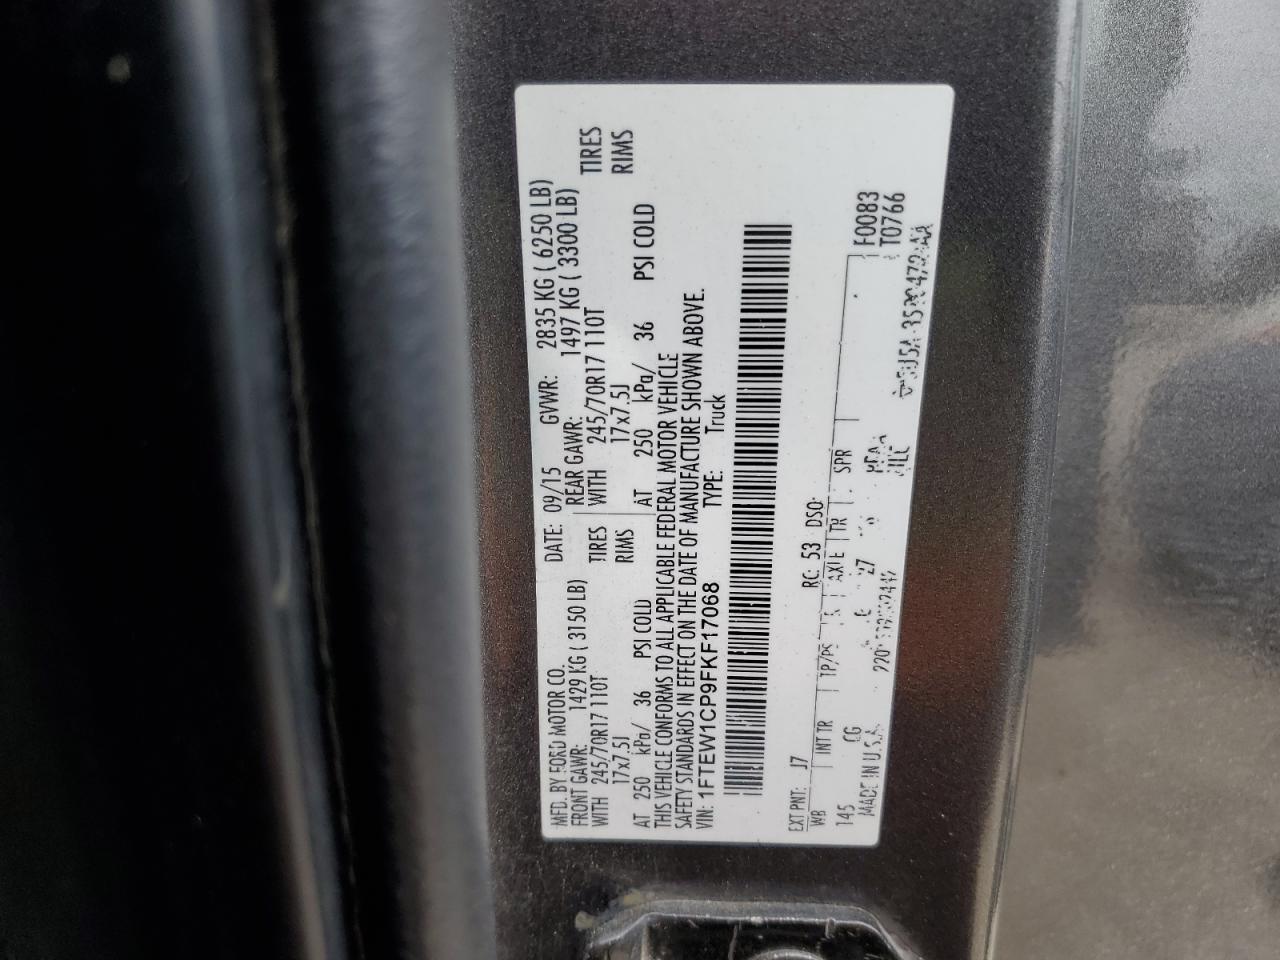 MFD. BY FORD MOTOR CO. DATE: 09/15 GVWR: 2835 KG ( 6250 LB)
FRONT GAWR: 1429 KG ( 3150 LB) REAR GAWR: 1497 KG ( 3300 LB)
WITH 245/70R17 110T TIRES WITH 245/70R17 110T TIRES
17x7.5J RIMS 17x7.5J RIMS
AT 250 kPa/ 36 PSI COLD AT 250 kPa/ 36 PSI COLD
THIS VEHICLE CONFORMS TO ALL APPLICABLE FEDERAL MOTOR VEHICLE
SAFETY STANDARDS IN EFFECT ON THE DATE OF MANUFACTURE SHOWN ABOVE.
VIN: 1FTEW1CP9FKF17068 TYPE: Truck
EXT PNT: J7 RC: 53 DSO:
WB INT TR TP/PS AXLE TR SPR F0083
145 CG 27 T0766
MADE IN U.S.A.